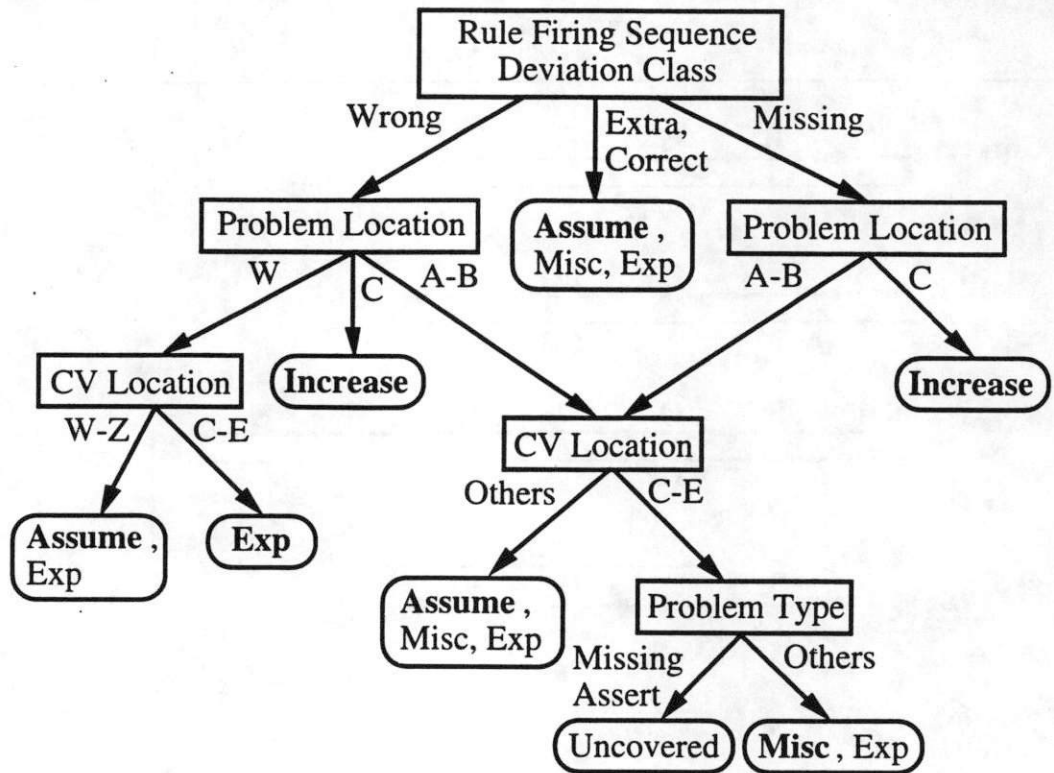 Rule Firing Sequence
Deviation Class
Wrong
Extra,
Correct
Missing
Problem Location
Assume ,
Misc, Exp
Problem Location
W
C
A-B
A-B
C
CV Location
Increase
Increase
W-Z
C-E
CV Location
Others
C-E
Assume ,
Exp
Exp
Assume ,
Misc, Exp
Problem Type
Missing
Assert
Others
Uncovered
Misc , Exp